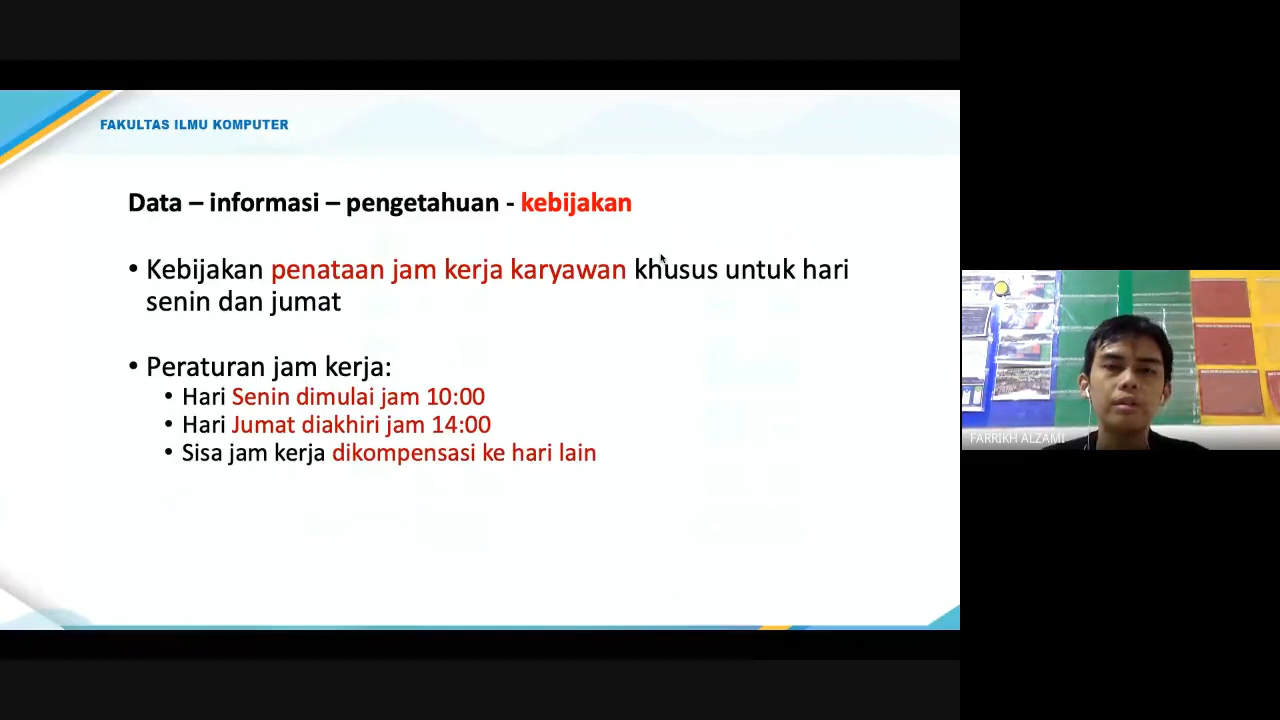 FAKULTAS ILMU KOMPUTER
Data – informasi – pengetahuan - kebijakan
• Kebijakan penataan jam kerja karyawan khusus untuk hari
senin dan jumat
• Peraturan jam kerja:
• Hari Senin dimulai jam 10:00
• Hari Jumat diakhiri jam 14:00
• Sisa jam kerja dikompensasi ke hari lain
FARRIKH ALZAMI